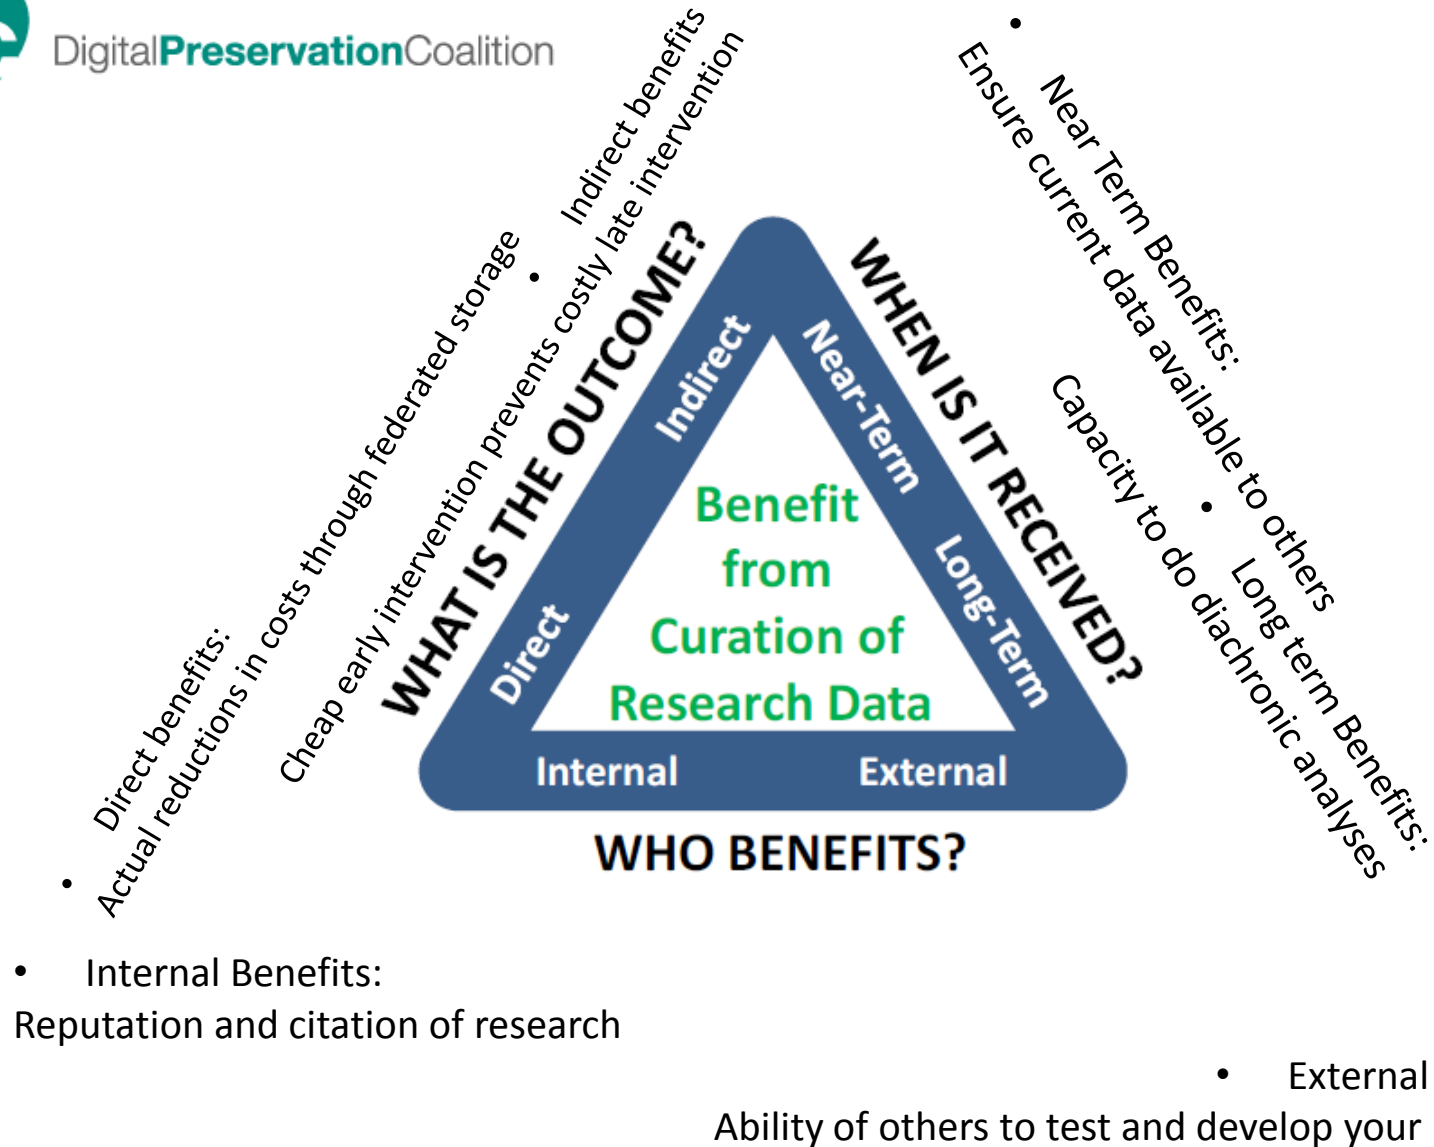 DigitalPreservationCoalition
• Direct benefits:
Actual reductions in costs through federated storage
• Indirect benefits
Cheap early intervention prevents costly late intervention
• Near Term Benefits:
Ensure current data available to others
• Long term Benefits:
Capacity to do diachronic analyses
WHAT IS THE OUTCOME?
WHEN IS IT RECEIVED?
Indirect
Direct
Near-Term
Long-Term
Benefit
from
Curation of
Research Data
Internal
External
WHO BENEFITS?
• Internal Benefits:
Reputation and citation of research
• External
Ability of others to test and develop your